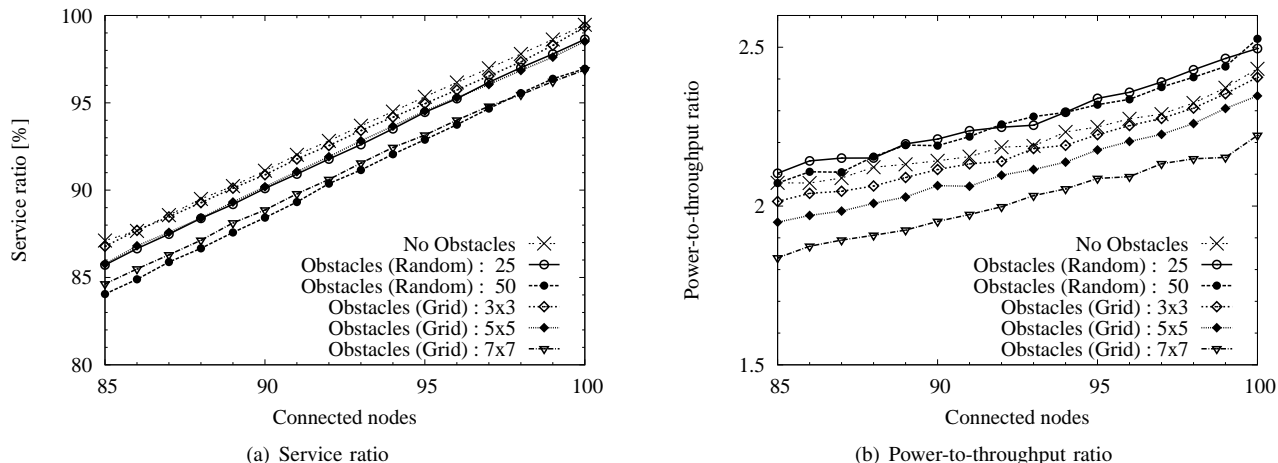 100
95
90
85
80
85
90
95
100
Service ratio [%]
Connected nodes
No Obstacles
Obstacles (Random) : 25
Obstacles (Random) : 50
Obstacles (Grid) : 3x3
Obstacles (Grid) : 5x5
Obstacles (Grid) : 7x7
(a) Service ratio
2.5
2
1.5
85
90
95
100
Power-to-throughput ratio
Connected nodes
No Obstacles
Obstacles (Random) : 25
Obstacles (Random) : 50
Obstacles (Grid) : 3x3
Obstacles (Grid) : 5x5
Obstacles (Grid) : 7x7
(b) Power-to-throughput ratio